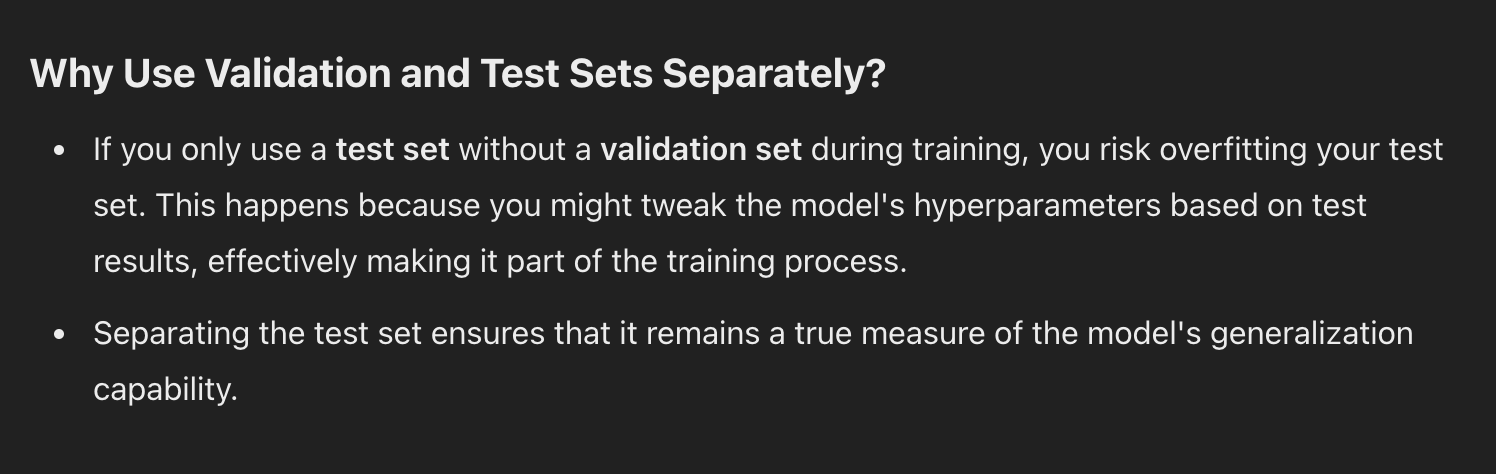 Why Use Validation and Test Sets Separately?
• If you only use a test set without a validation set during training, you risk overfitting your test
set. This happens because you might tweak the model's hyperparameters based on test
results, effectively making it part of the training process.
• Separating the test set ensures that it remains a true measure of the model's generalization
capability.